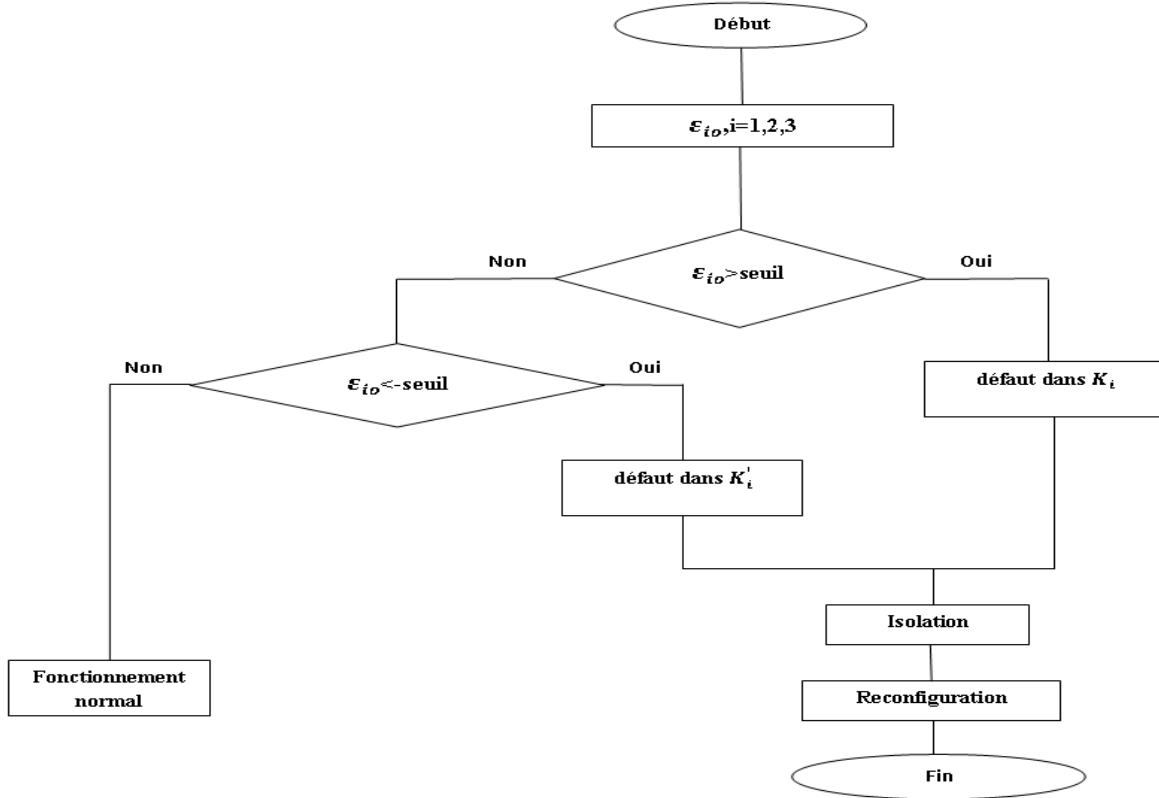 Début
ε_io,i=1,2,3
Non
Oui
ε_io>seuil
Non
Oui
ε_io<-seuil
défaut dans K_i
défaut dans K'_i
Isolation
Fonctionnement
normal
Reconfiguration
Fin